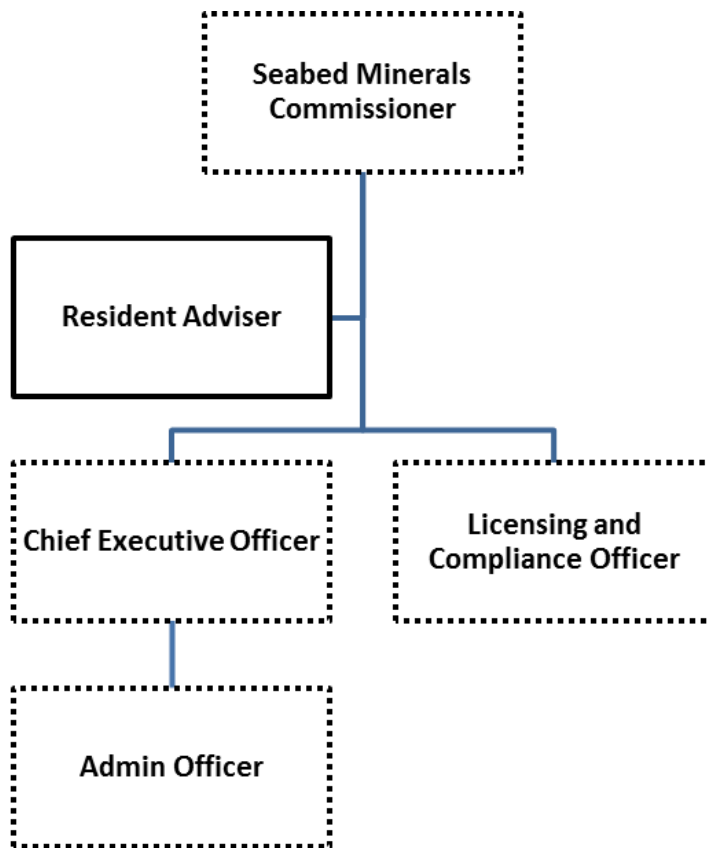 Seabed Minerals
Commissioner
Resident Adviser
Chief Executive Officer
Licensing and
Compliance Officer
Admin Officer